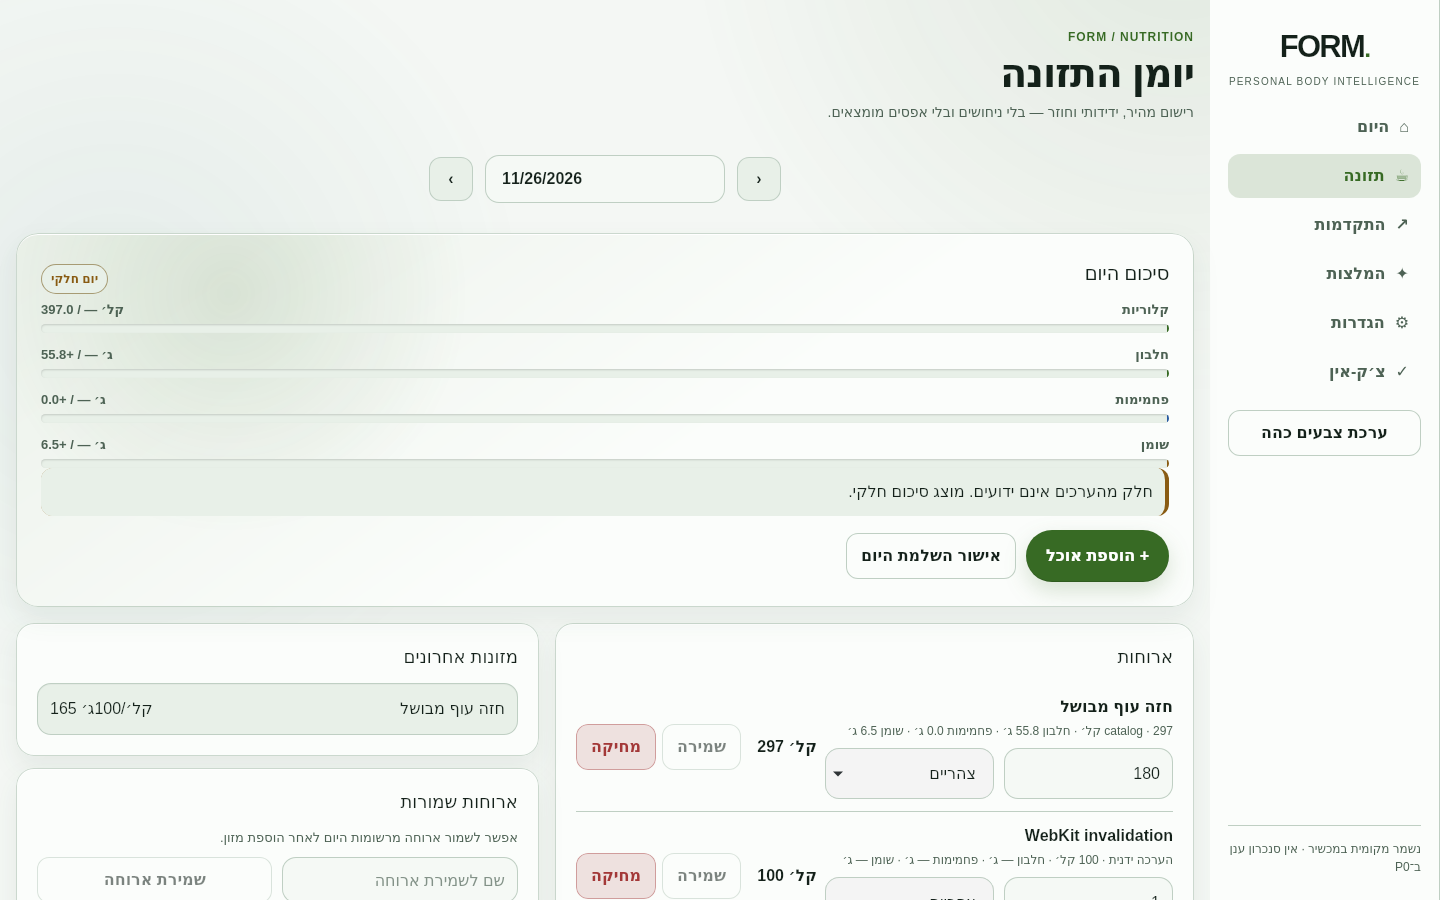 FORM.
PERSONAL BODY INTELLIGENCE
היום
תזונה
התקדמות
המלצות
הגדרות
צ׳ק-אין
ערכת צבעים כהה
נשמר מקומית במכשיר · אין סנכרון ענן
ב־P0
FORM / NUTRITION
יומן התזונה
רישום מהיר, ידידותי וחוזר — בלי ניחושים ובלי אפסים מומצאים.
11/26/2026
סיכום היום
יום חלקי
קלוריות
397.0 / — קל׳
חלבון
55.8+ / — ג׳
פחמימות
0.0+ / — ג׳
שומן
6.5+ / — ג׳
חלק מהערכים אינם ידועים. מוצג סיכום חלקי.
+ הוספת אוכל
אישור השלמת היום
ארוחות
חזה עוף מבושל
catalog · 297 קל׳ · חלבון 55.8 ג׳ · פחמימות 0.0 ג׳ · שומן 6.5 ג׳
180
צהריים
297 קל׳
שמירה
מחיקה
WebKit invalidation
הערכה ידנית · 100 קל׳ · חלבון — ג׳ · פחמימות — ג׳ · שומן — ג׳
100 קל׳
שמירה
מחיקה
מזונות אחרונים
חזה עוף מבושל
165 קל׳/100ג׳
ארוחות שמורות
אפשר לשמור ארוחה מרשומות היום לאחר הוספת מזון.
שם לשמירת ארוחה
שמירת ארוחה